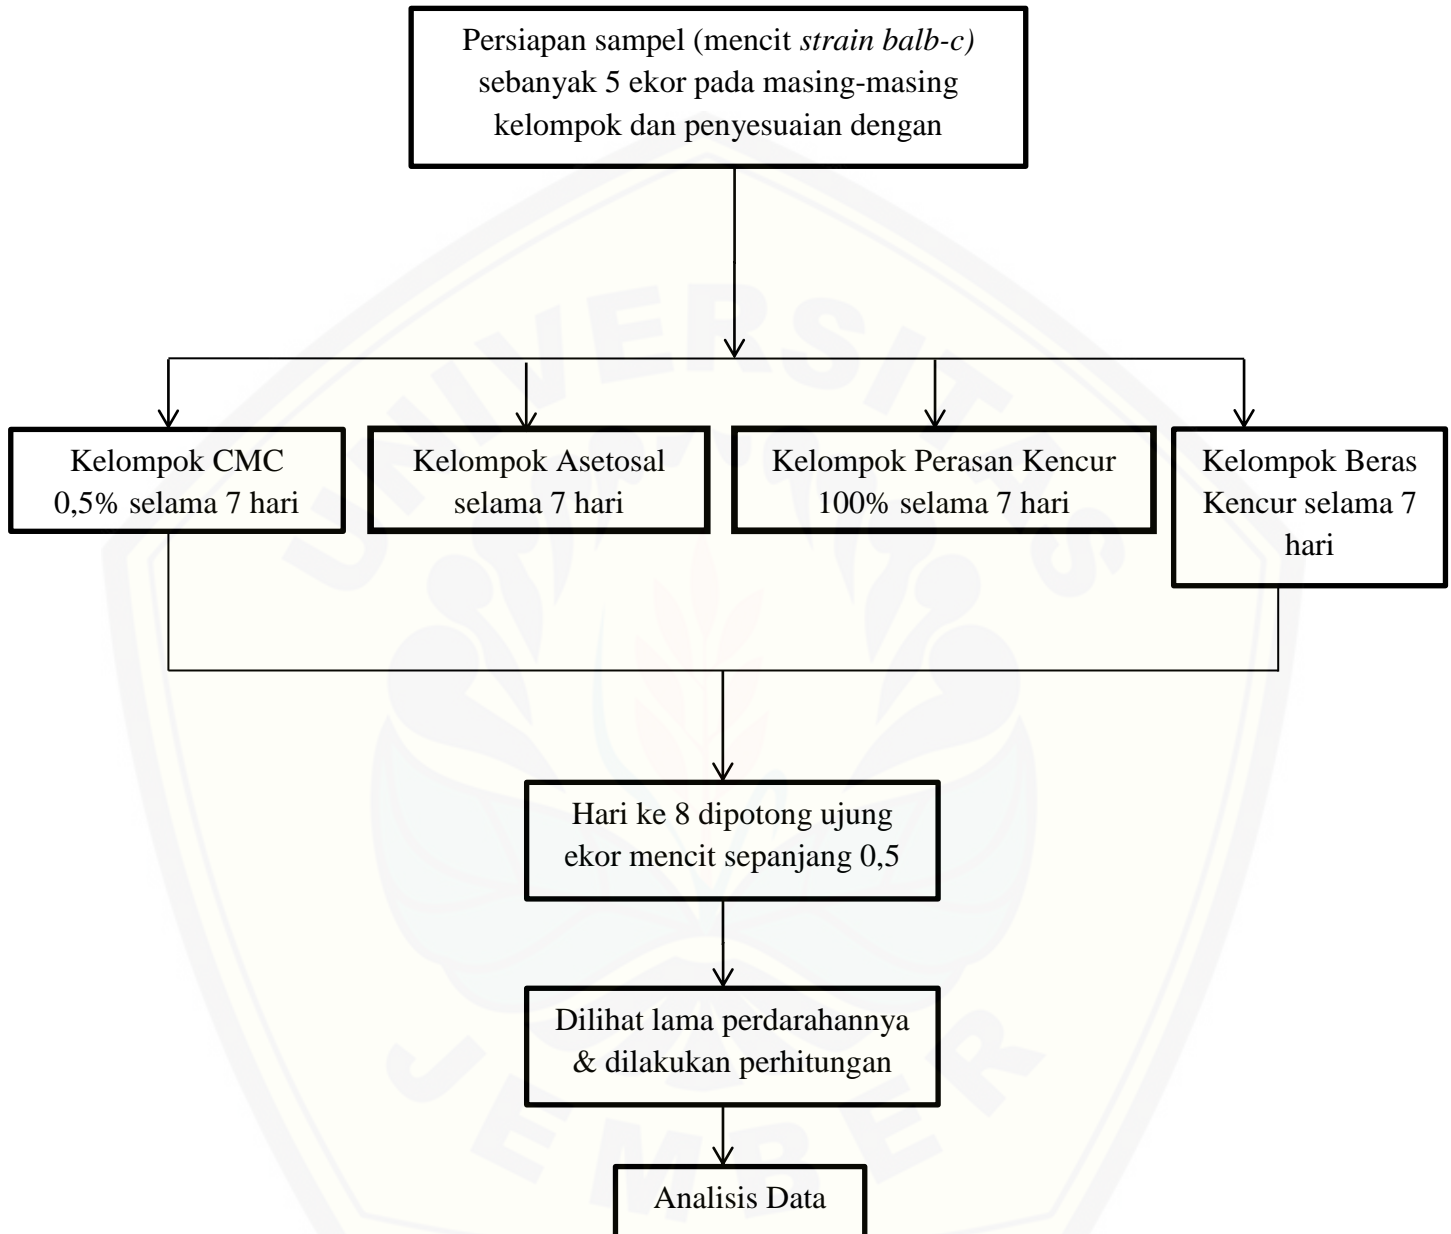 Persiapan sampel (mencit strain balb-c)
sebanyak 5 ekor pada masing-masing
kelompok dan penyesuaian dengan
UNIVERSITAS
Kelompok CMC
0,5% selama 7 hari
Kelompok Asetosal
selama 7 hari
Kelompok Perasan Kencur
100% selama 7 hari
Kelompok Beras
Kencur selama 7
hari
Hari ke 8 dipotong ujung
ekor mencit sepanjang 0,5
Dilihat lama perdarahannya
& dilakukan perhitungan
JEMBER
Analisis Data